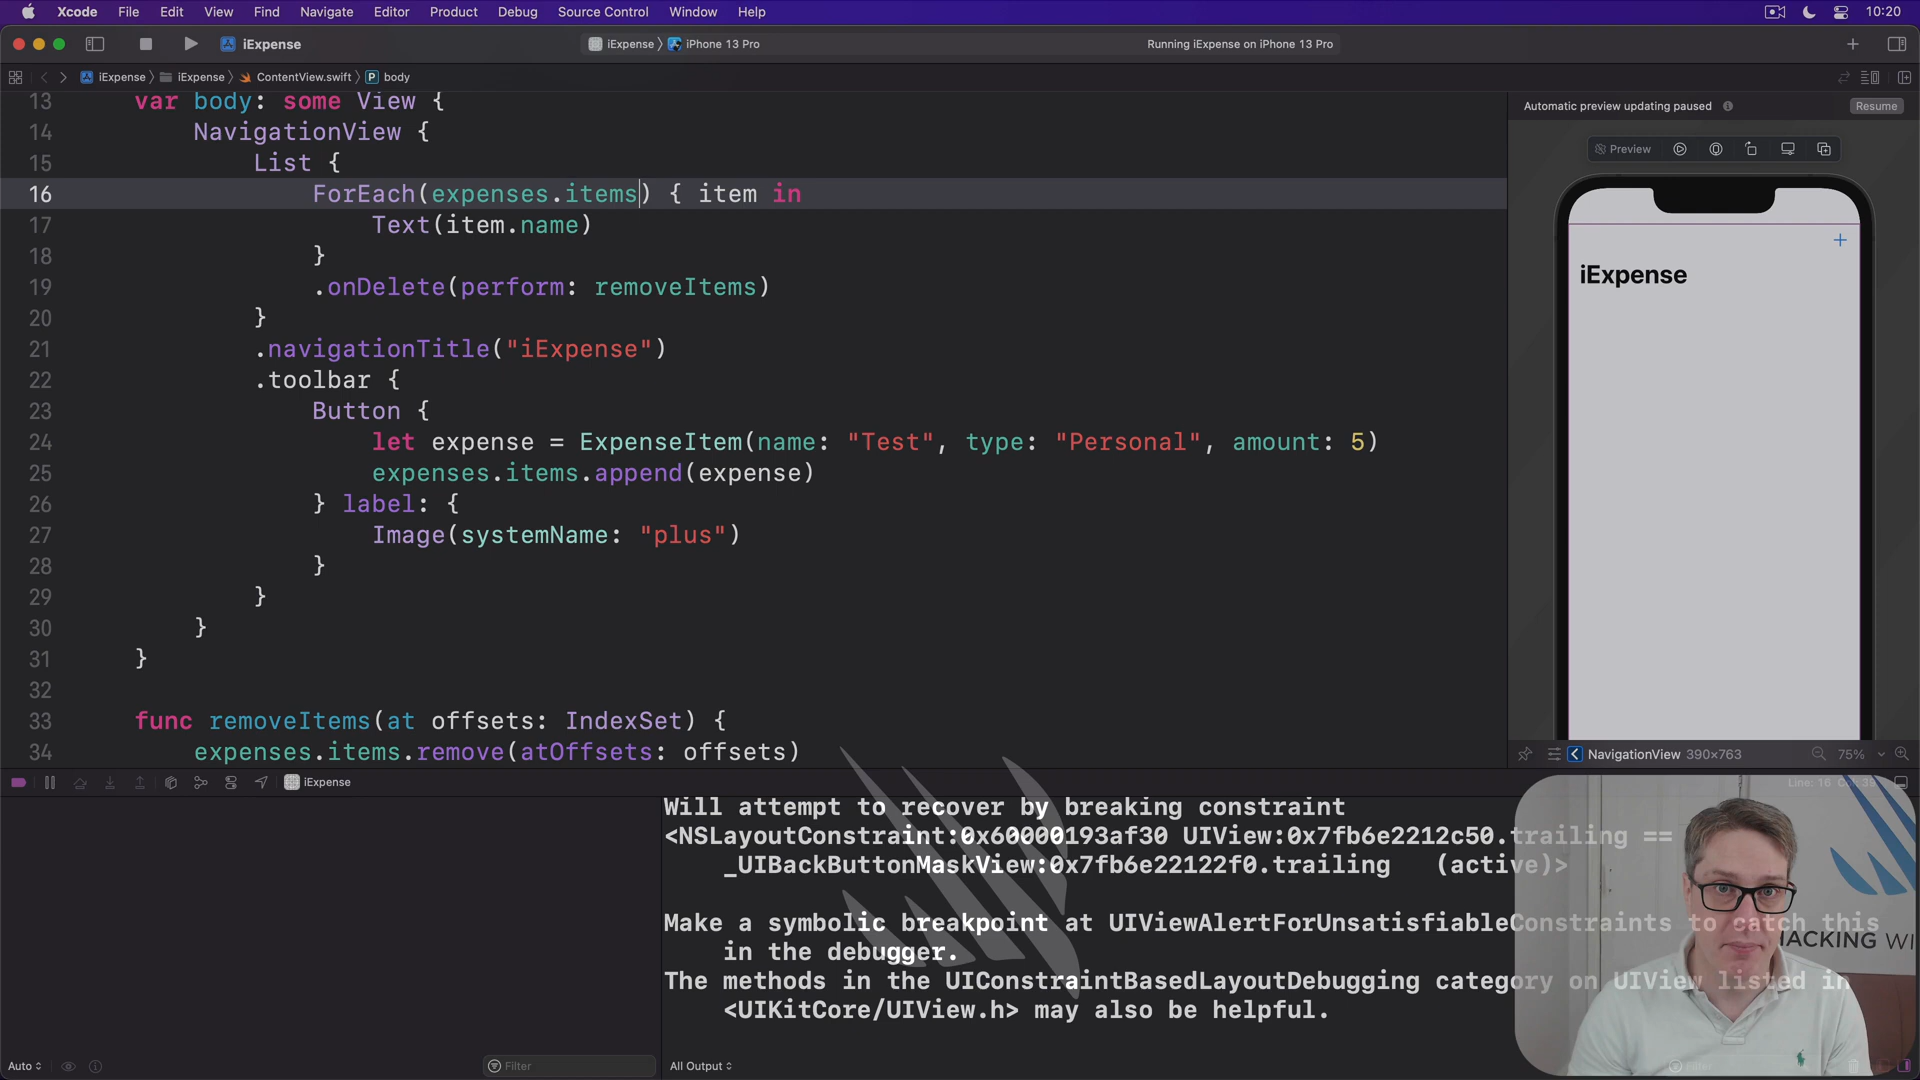 Xcode File Edit View Find Navigate Editor Product Debug Source Control Window Help 10:20
iExpense iExpense iPhone 13 Pro Running iExpense on iPhone 13 Pro
iExpense iExpense ContentView.swift body
13 var body: some View {
14 NavigationView {
15 List {
16 ForEach(expenses.items) { item in
17 Text(item.name)
18 }
19 .onDelete(perform: removeItems)
20 }
21 .navigationTitle("iExpense")
22 .toolbar {
23 Button {
24 let expense = ExpenseItem(name: "Test", type: "Personal", amount: 5)
25 expenses.items.append(expense)
26 } label: {
27 Image(systemName: "plus")
28 }
29 }
30 }
31 }
32
33 func removeItems(at offsets: IndexSet) {
34 expenses.items.remove(atOffsets: offsets)
Automatic preview updating paused Resume
Preview
iExpense
NavigationView 390×763 75%
iExpense
Line: 16 Col: 39
Will attempt to recover by breaking constraint
<NSLayoutConstraint:0x60000193af30 UIView:0x7fb6e2212c50.trailing ==
_UIBackButtonMaskView:0x7fb6e22122f0.trailing (active)>
Make a symbolic breakpoint at UIViewAlertForUnsatisfiableConstraints to catch this
in the debugger.
The methods in the UIConstraintBasedLayoutDebugging category on UIView listed in
<UIKitCore/UIView.h> may also be helpful.
HACKING WI
Auto Filter All Output Filter